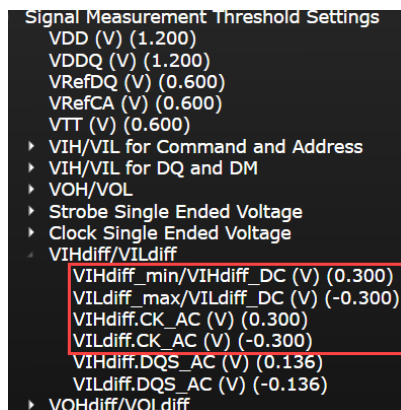 Signal Measurement Threshold Settings
VDD (V) (1.200)
VDDQ (V) (1.200)
VRefDQ (V) (0.600)
VRefCA (V) (0.600)
VTT (V) (0.600)
VIH/VIL for Command and Address
VIH/VIL for DQ and DM
VOH/VOL
Strobe Single Ended Voltage
Clock Single Ended Voltage
VIHdiff/VILdiff
VIHdiff_min/VIHdiff_DC (V) (0.300)
VILdiff_max/VILdiff_DC (V) (-0.300)
VIHdiff.CK_AC (V) (0.300)
VILdiff.CK_AC (V) (-0.300)
VIHdiff.DQS_AC (V) (0.136)
VILdiff.DQS_AC (V) (-0.136)
VOHdiff/VOLdiff